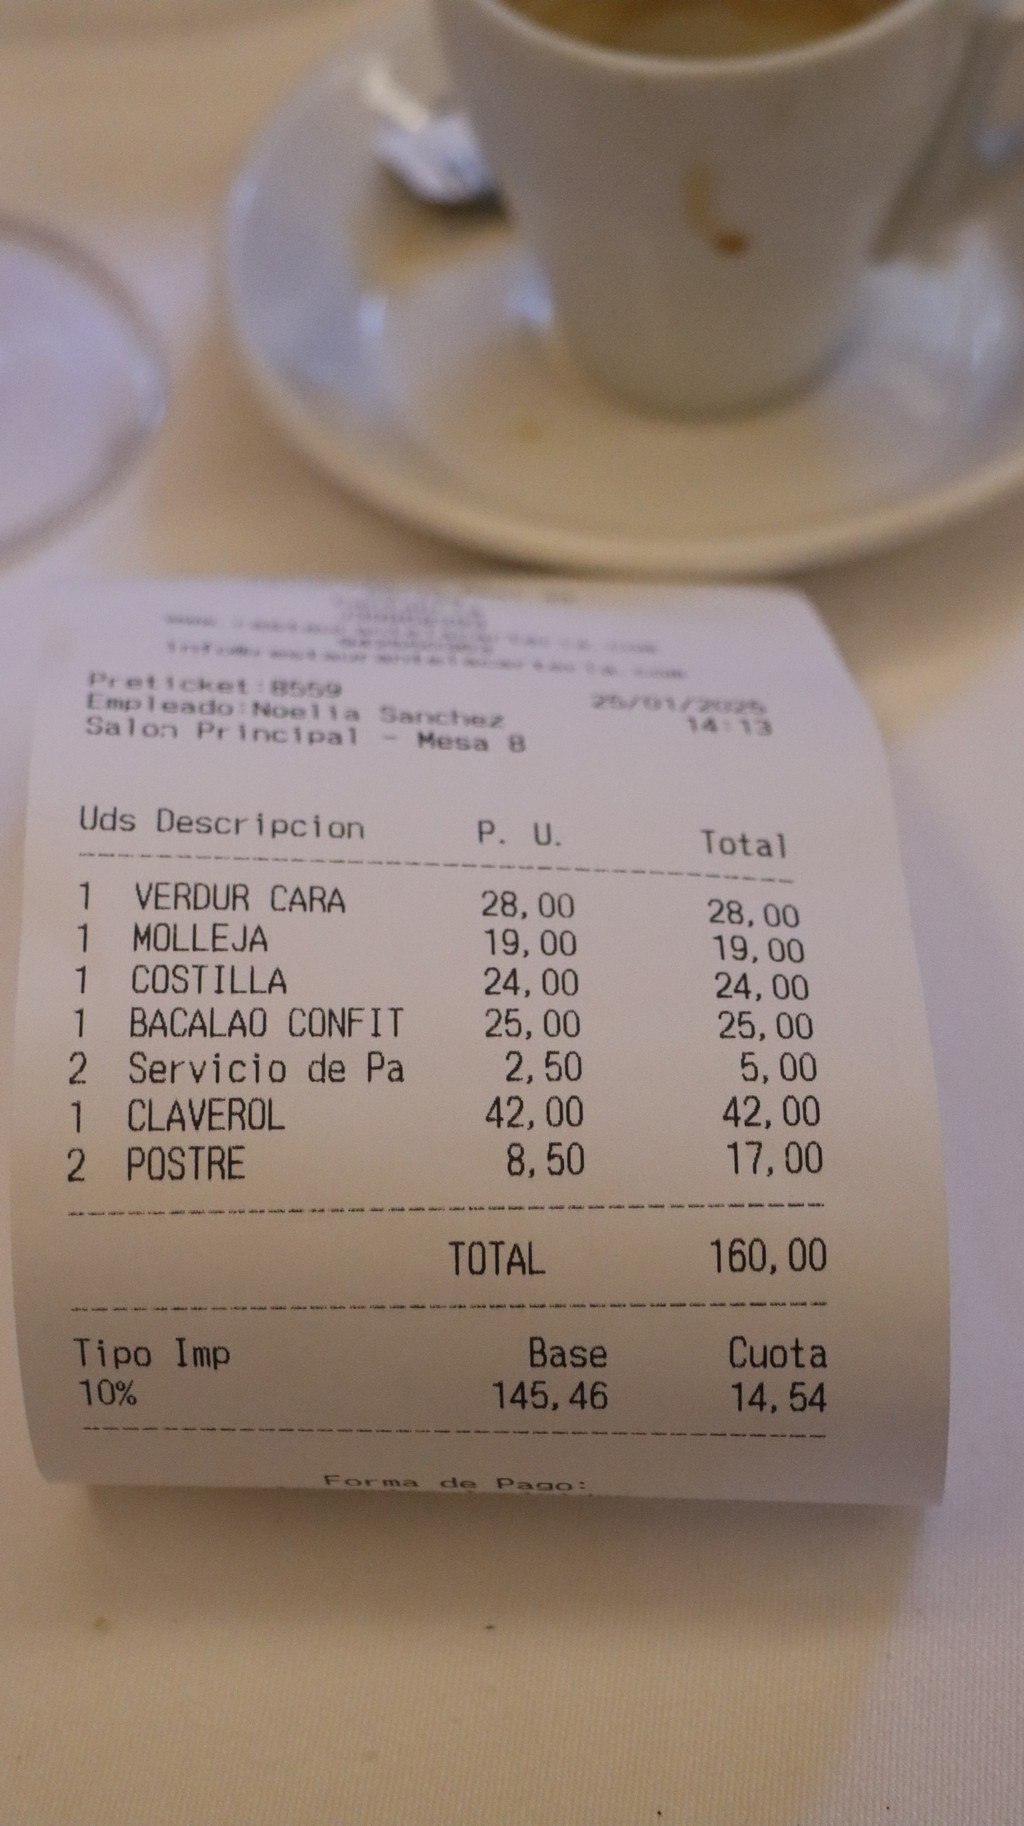 Preticket:8559 25/01/2025
Empleado:Noelia Sanchez 14:13
Salon Principal - Mesa 8
Uds Descripcion P. U. Total
1 VERDUR CARA 28,00 28,00
1 MOLLEJA 19,00 19,00
1 COSTILLA 24,00 24,00
1 BACALAO CONFIT 25,00 25,00
2 Servicio de Pa 2,50 5,00
1 CLAVEROL 42,00 42,00
2 POSTRE 8,50 17,00
TOTAL 160,00
Tipo Imp Base Cuota
10% 145,46 14,54
Forma de Pago: